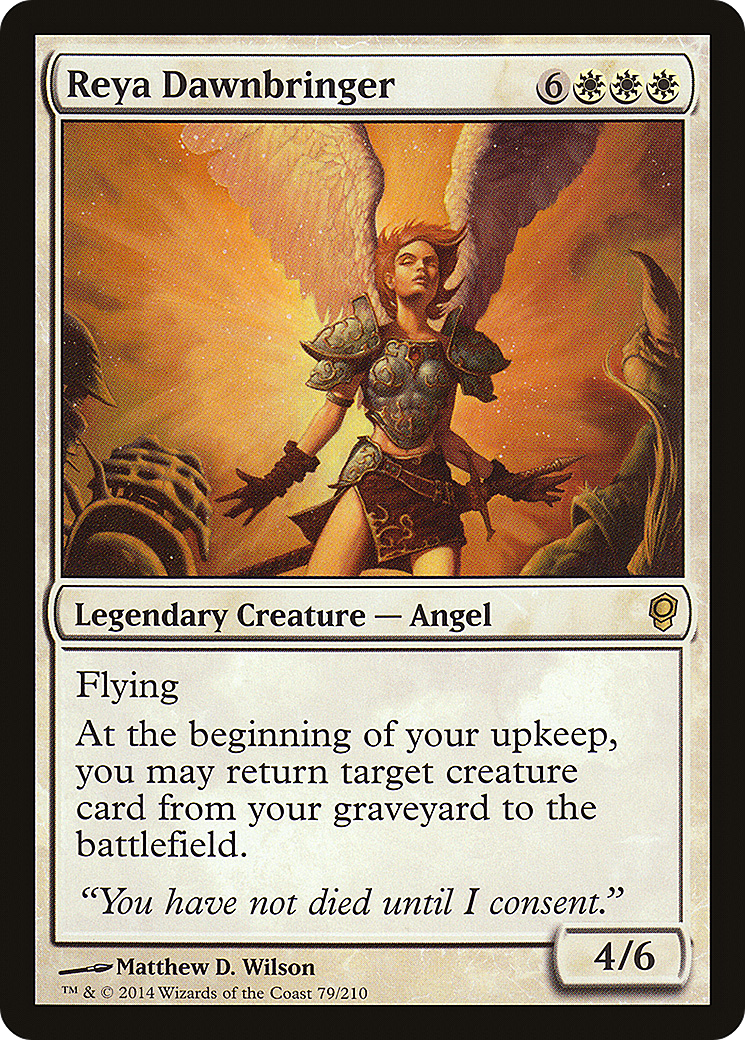 Reya Dawnbringer 6
Legendary Creature — Angel
Flying
At the beginning of your upkeep,
you may return target creature
card from your graveyard to the
battlefield.
“You have not died until I consent.”
4/6
Matthew D. Wilson
™ & © 2014 Wizards of the Coast 79/210